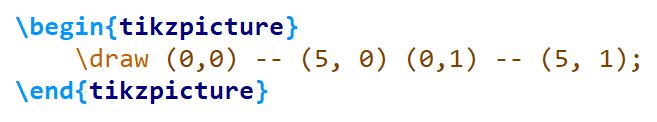 \begin{tikzpicture}
    \draw (0,0) -- (5, 0) (0,1) -- (5, 1);
\end{tikzpicture}